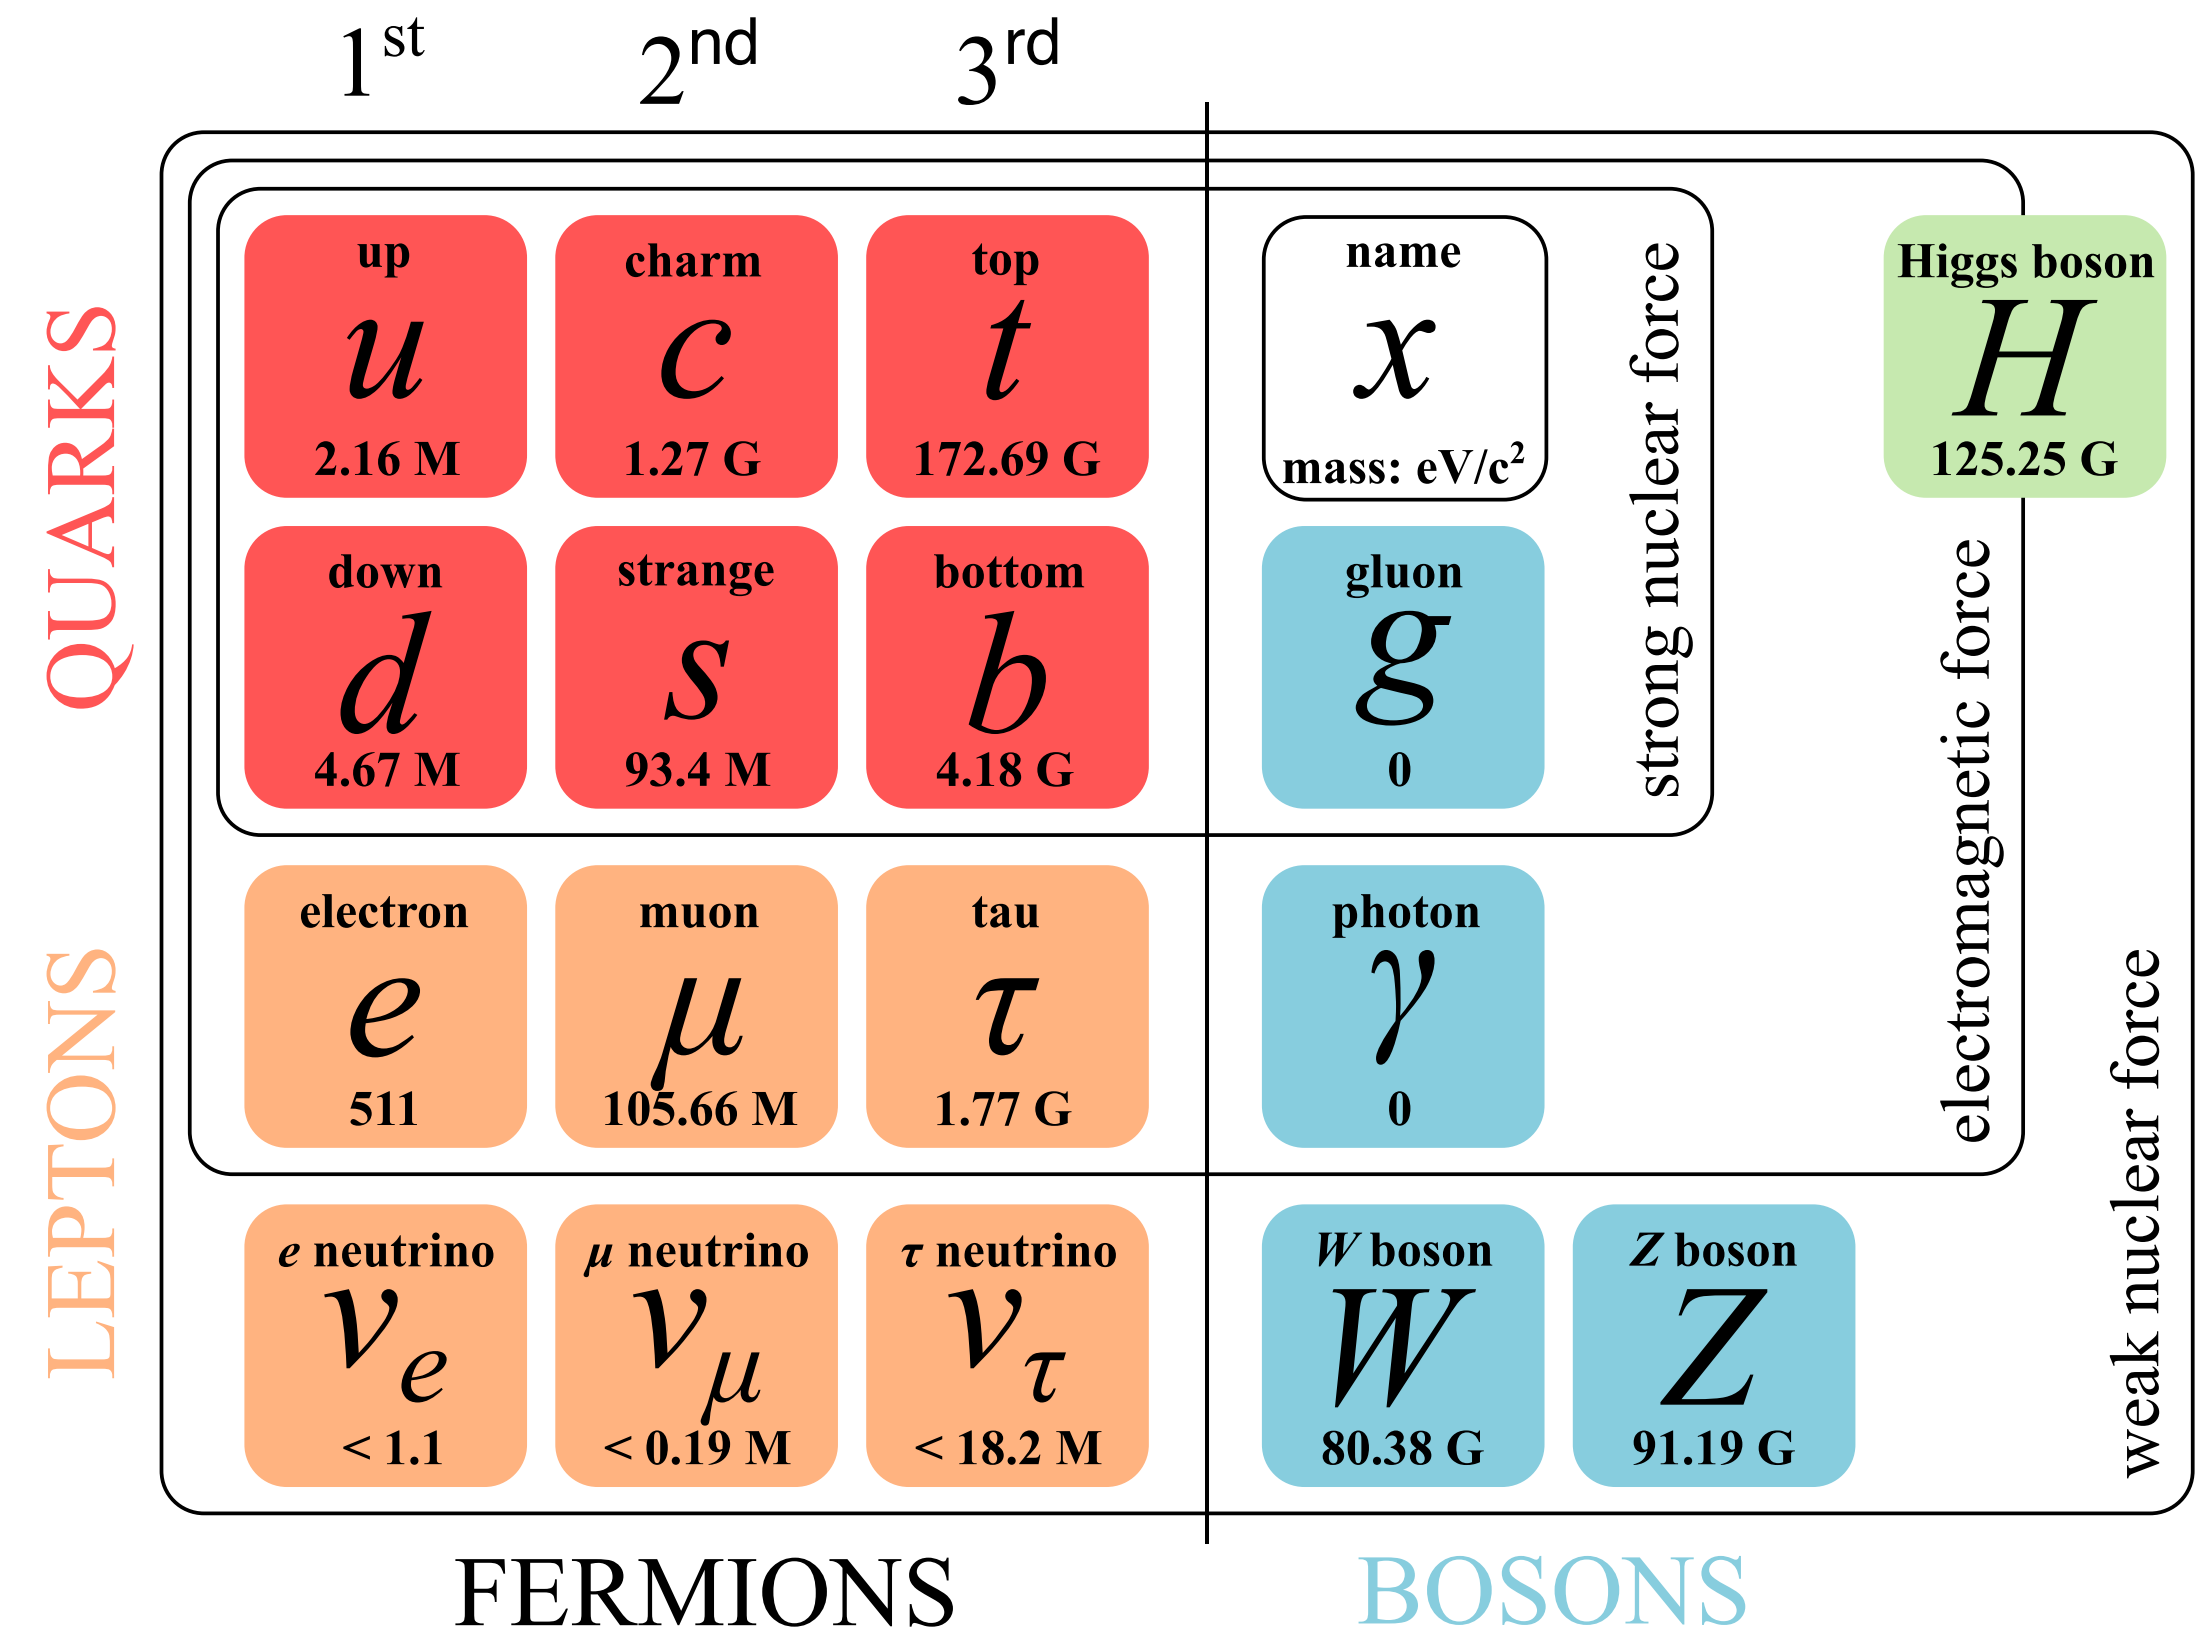 1st 2nd 3rd
QUARKS
up
u
2.16 M
charm
c
1.27 G
top
t
172.69 G
name
x
mass: eV/c²
strong nuclear force
Higgs boson
H
125.25 G
down
d
4.67 M
strange
s
93.4 M
bottom
b
4.18 G
gluon
g
0
electromagnetic force
LEPTONS
electron
e
511
muon
μ
105.66 M
tau
τ
1.77 G
photon
γ
0
weak nuclear force
e neutrino
νe
< 1.1
μ neutrino
νμ
< 0.19 M
τ neutrino
ντ
< 18.2 M
W boson
W
80.38 G
Z boson
Z
91.19 G
FERMIONS
BOSONS